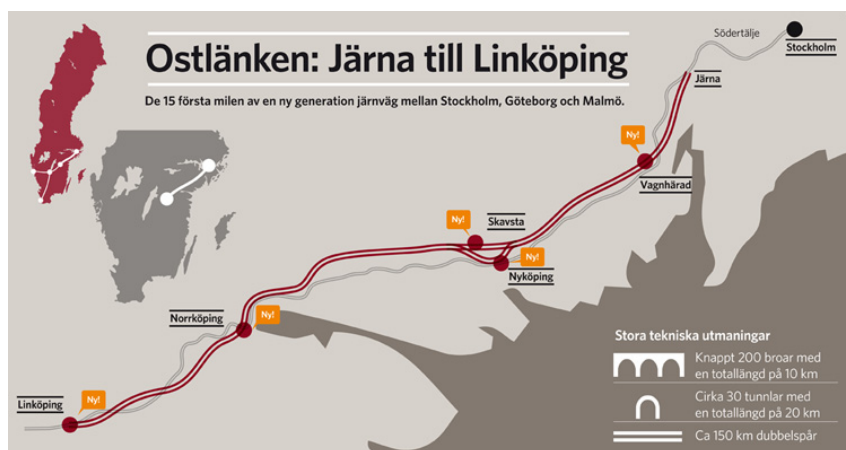 Ostlänken: Järna till Linköping
De 15 första milen av en ny generation järnväg mellan Stockholm, Göteborg och Malmö.
Södertälje
Stockholm
Järna
Ny!
Vagnhärad
Ny!
Skavsta
Ny!
Nyköping
Norrköping
Ny!
Linköping
Ny!
Stora tekniska utmaningar
Knappt 200 broar med
en totallängd på 10 km
Cirka 30 tunnlar med
en totallängd på 20 km
Ca 150 km dubbelspår